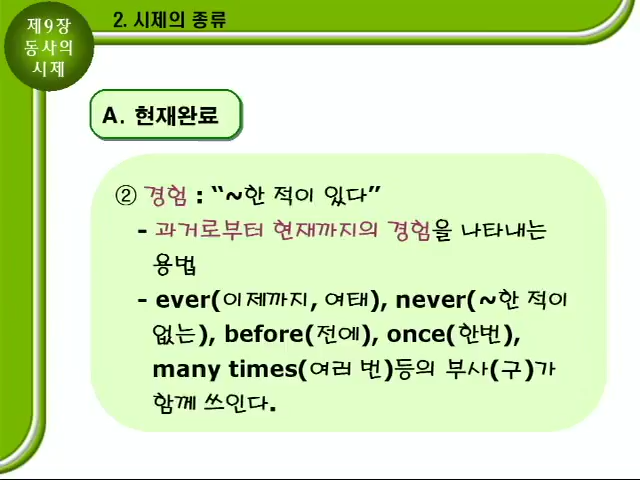 제9장
동사의
시제
2. 시제의 종류
A. 현재완료
② 경험 : “~한 적이 있다”
- 과거로부터 현재까지의 경험을 나타내는
용법
- ever(이제까지, 여태), never(~한 적이
없는), before(전에), once(한번),
many times(여러 번)등의 부사(구)가
함께 쓰인다.